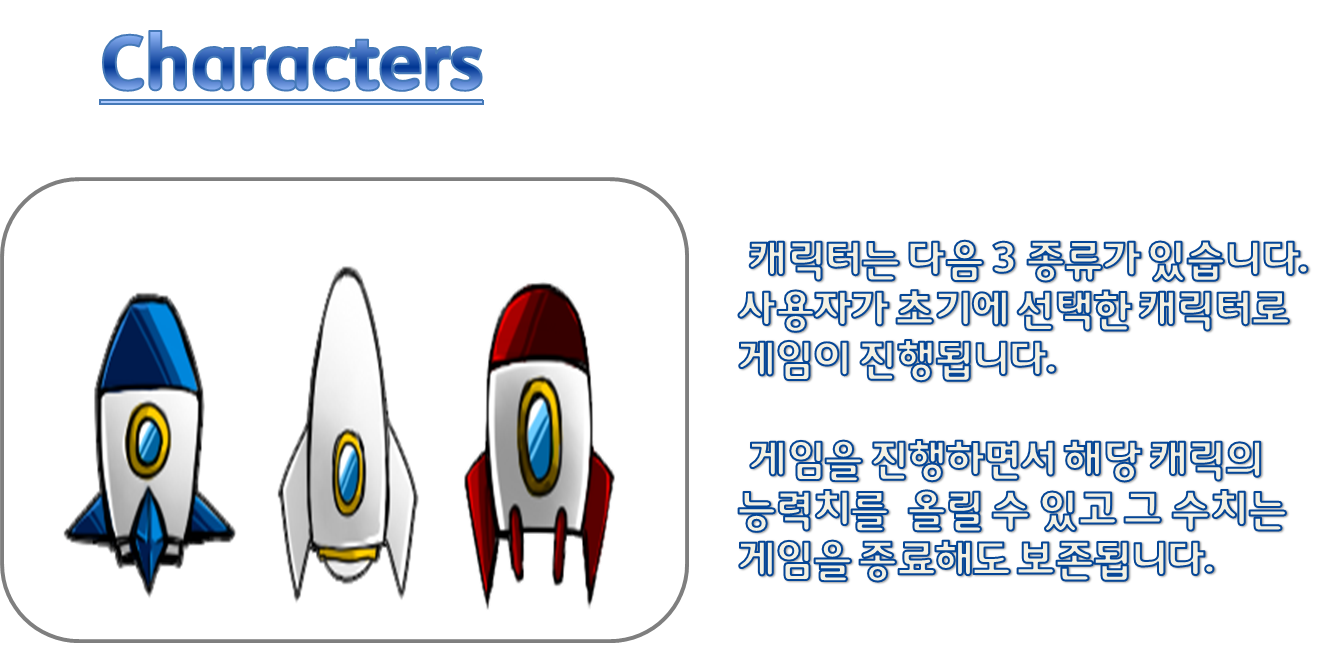 Characters
캐릭터는 다음 3 종류가 있습니다.
사용자가 초기에 선택한 캐릭터로
게임이 진행됩니다.
게임을 진행하면서 해당 캐릭의
능력치를 올릴 수 있고 그 수치는
게임을 종료해도 보존됩니다.